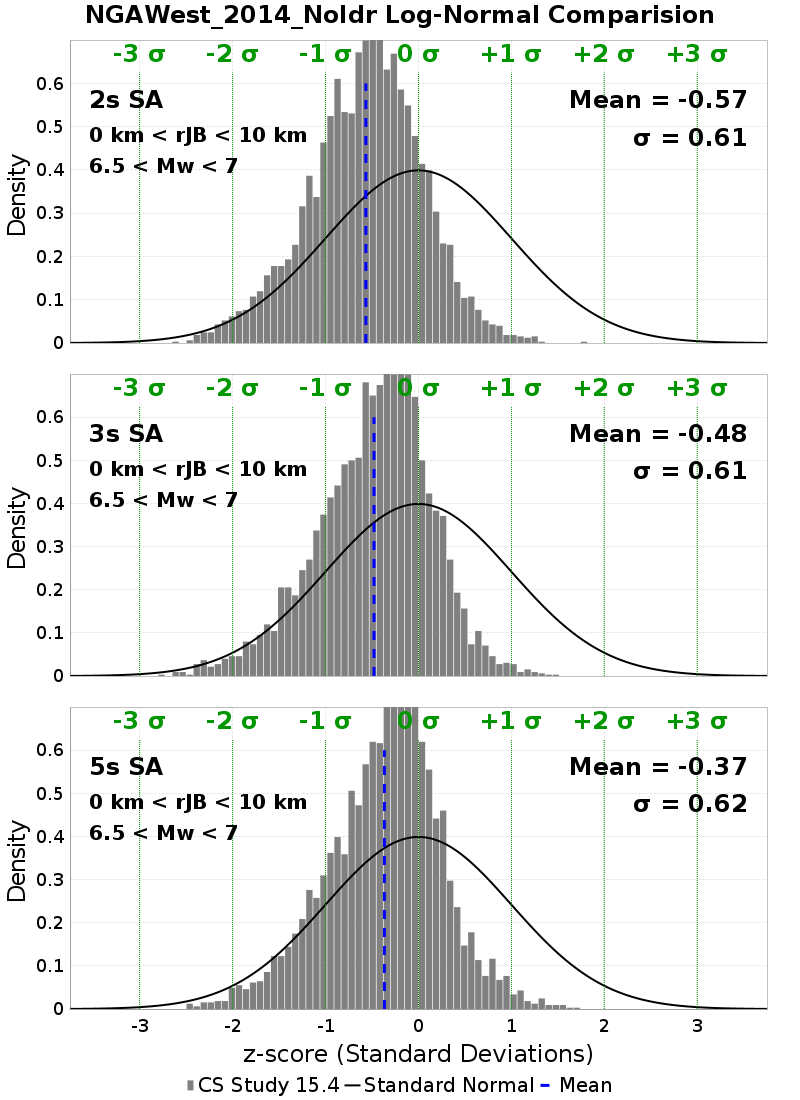 NGAWest_2014_NoIdr Log-Normal Comparision
-3 σ -2 σ -1 σ 0 σ +1 σ +2 σ +3 σ
2s SA
0 km < rJB < 10 km
6.5 < Mw < 7
Mean = -0.57
σ = 0.61
Density
0.6
0.5
0.4
0.3
0.2
0.1
0
-3 σ -2 σ -1 σ 0 σ +1 σ +2 σ +3 σ
3s SA
0 km < rJB < 10 km
6.5 < Mw < 7
Mean = -0.48
σ = 0.61
Density
0.6
0.5
0.4
0.3
0.2
0.1
0
-3 σ -2 σ -1 σ 0 σ +1 σ +2 σ +3 σ
5s SA
0 km < rJB < 10 km
6.5 < Mw < 7
Mean = -0.37
σ = 0.62
Density
0.6
0.5
0.4
0.3
0.2
0.1
0
-3 -2 -1 0 1 2 3
z-score (Standard Deviations)
CS Study 15.4 Standard Normal Mean